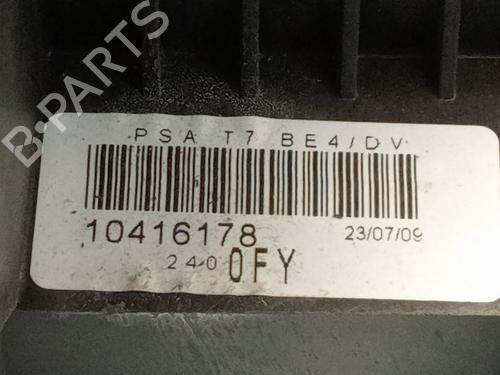 B-PARTS
PSA T7 BE4/DV
10416178
23/07/09
240 0FY